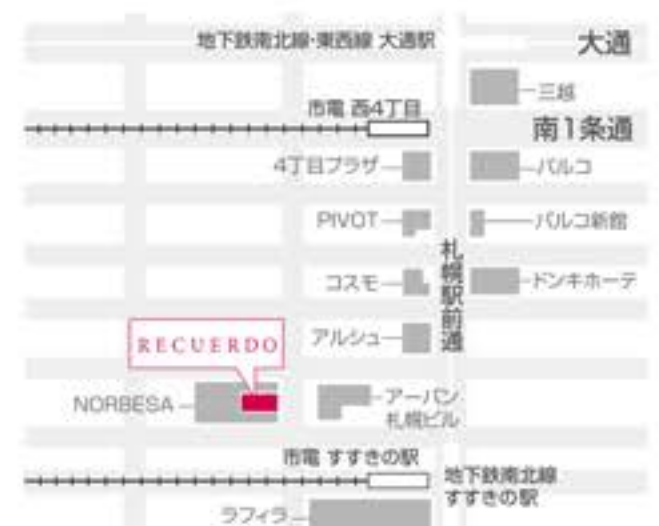 地下鉄南北線·東西線 大通駅
大通
三越
市電 西4丁目
南1条通
4丁目プラザ
パルコ
PIVOT
パルコ新館
札幌駅前通
コスモ
ドンキホーテ
アルシュ
RECUERDO
NORBESA
アーバン
札幌ビル
市電 すすきの駅
地下鉄南北線
すすきの駅
ラフィラ